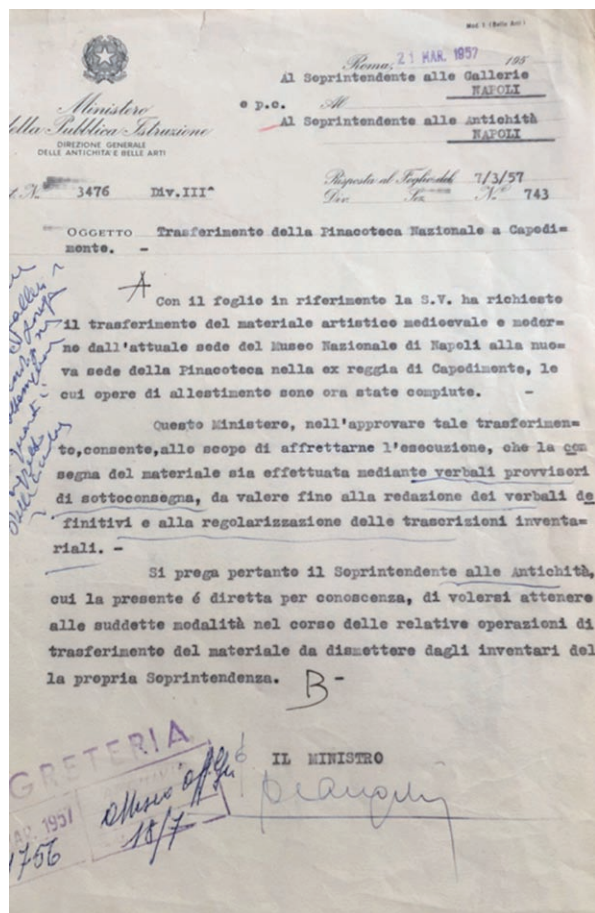 Mod. 1 (Belle Arti)
Roma, 21 MAR. 1957 195
Al Soprintendente alle Gallerie
NAPOLI
e p.c. Al
Al Soprintendente alle Antichità
NAPOLI
Ministero
della Pubblica Istruzione
DIREZIONE GENERALE
DELLE ANTICHITÀ E BELLE ARTI
N. 3476 Div.III^
Risposta al Foglio del 7/3/57
Div. Sez. N. 743
OGGETTO Trasferimento della Pinacoteca Nazionale a Capodi=
monte. -
A
Con il foglio in riferimento la S.V. ha richiesto
il trasferimento del materiale artistico medioevale e moder=
no dall'attuale sede del Museo Nazionale di Napoli alla nuo=
va sede della Pinacoteca nella ex reggia di Capodimonte, le
cui opere di allestimento sono ora state compiute. -
Questo Ministero, nell'approvare tale trasferimen=
to,consente,allo scopo di affrettarne l'esecuzione, che la con
segna del materiale sia effettuata mediante verbali provvisori
di sottoconsegna, da valere fino alla redazione dei verbali de
finitivi e alla regolarizzazione delle trascrizioni inventa=
riali. -
Si prega pertanto il Soprintendente alle Antichità,
cui la presente é diretta per conoscenza, di volersi attenere
alle suddette modalità nel corso delle relative operazioni di
trasferimento del materiale da dismettere dagli inventari del
la propria Soprintendenza. B-
IL MINISTRO
GRETERIA
MAR. 1957
1756
18/7